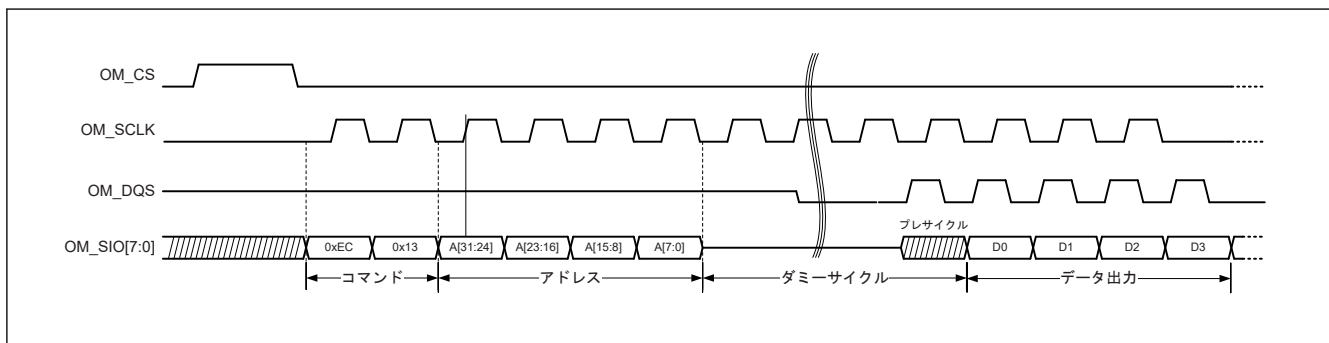 OM_CS
OM_SCLK
OM_DQS
プレサイクル
OM_SIO[7:0]
0xEC
0x13
A[31:24]
A[23:16]
A[15:8]
A[7:0]
D0
D1
D2
D3
コマンド
アドレス
ダミーサイクル
データ出力